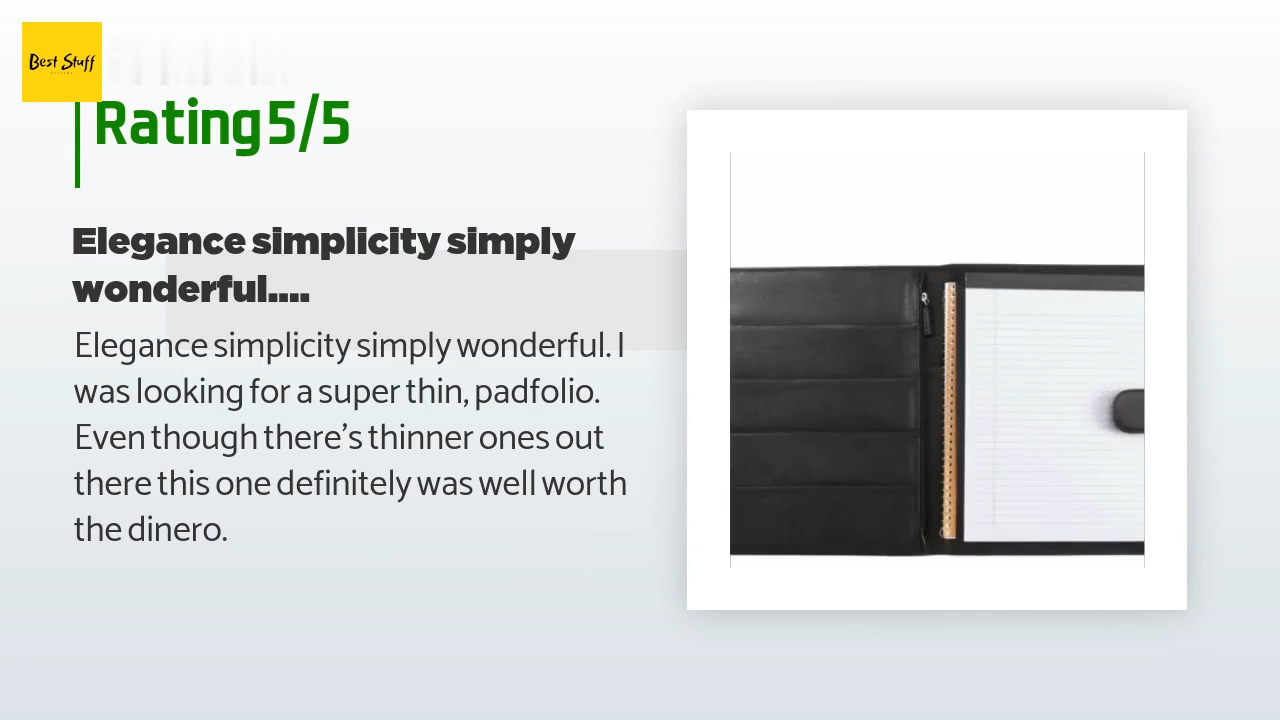 Best Stuff
Rating 5/5
Elegance simplicity simply
wonderful....
Elegance simplicity simply wonderful. I
was looking for a super thin, padfolio.
Even though there's thinner ones out
there this one definitely was well worth
the dinero.